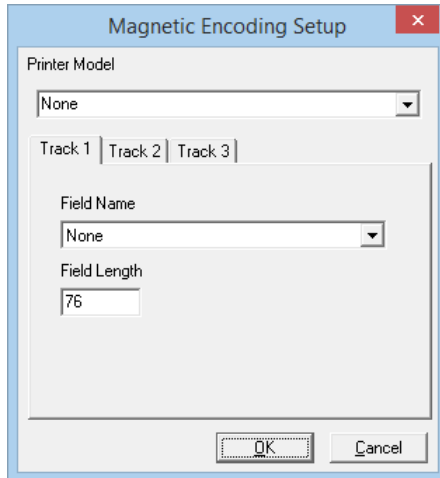 Magnetic Encoding Setup
Printer Model
None
Track 1 Track 2 Track 3
Field Name
None
Field Length
76
OK Cancel